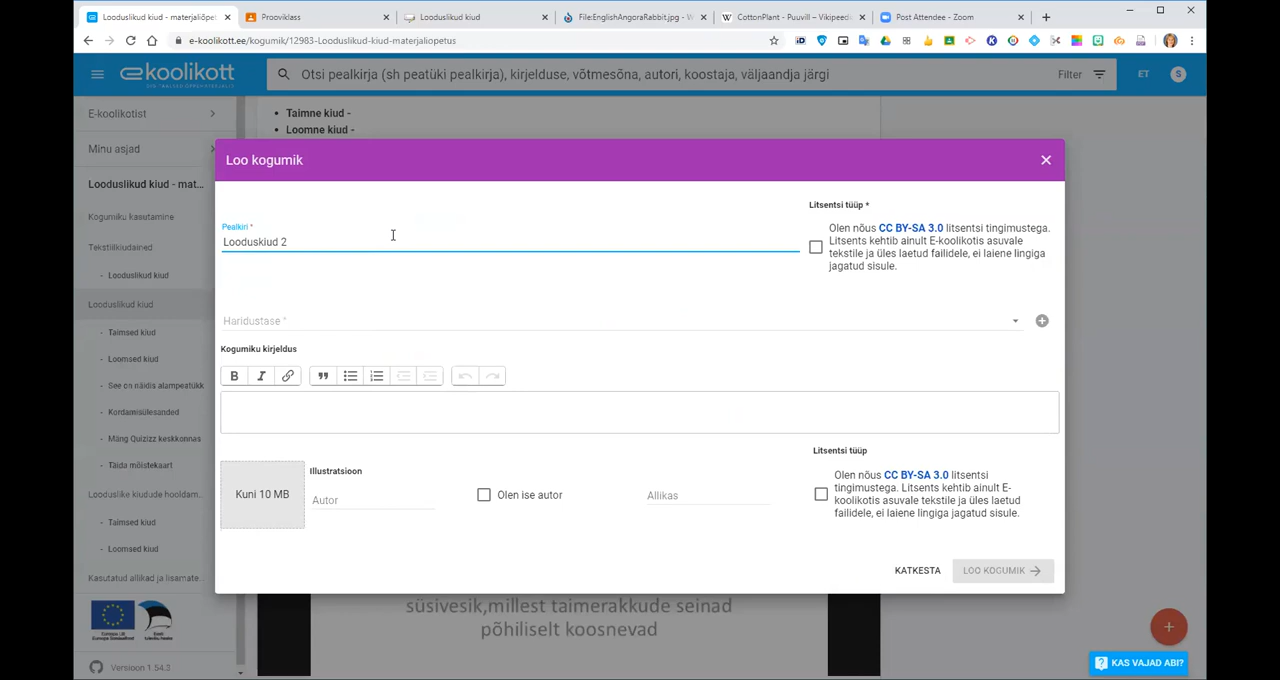 Looduslikud kiud - materjaliõpet
Prooviklass
Looduslikud kiud
File:EnglishAngoraRabbit.jpg - W
CottonPlant - Puuvill – Vikipeed
Post Attendee - Zoom
e-koolikott.ee/kogumik/12983-Looduslikud-kiud-materjaliopetus
ekoolikott
Otsi pealkirja (sh peatüki pealkirja), kirjelduse, võtmesõna, autori, koostaja, väljaandja järgi
Filter
ET
S
E-koolikotist
Minu asjad
Looduslikud kiud - mat...
Kogumiku kasutamine
Tekstiilkiudained
- Looduslikud kiud
Looduslikud kiud
- Taimsed kiud
- Loomsed kiud
- See on näidis alampeatükk
- Kordamisülesanded
- Mäng Quizizz keskkonnas
- Täida mõistekaart
Looduslike kiudude hooldam...
- Taimsed kiud
- Loomsed kiud
Kasutatud allikad ja lisamate...
Versioon 1.54.3
• Taimne kiud -
• Loomne kiud -
Loo kogumik
Pealkiri *
Looduskiud 2
Litsentsi tüüp *
Olen nõus CC BY-SA 3.0 litsentsi tingimustega.
Litsents kehtib ainult E-koolikotis asuvale
tekstile ja üles laetud failidele, ei laiene lingiga
jagatud sisule.
Haridustase *
Kogumiku kirjeldus
B I
Kuni 10 MB
Illustratsioon
Autor
Olen ise autor
Allikas
Litsentsi tüüp
Olen nõus CC BY-SA 3.0 litsentsi
tingimustega. Litsents kehtib ainult E-
koolikotis asuvale tekstile ja üles laetud
failidele, ei laiene lingiga jagatud sisule.
KATKESTA
LOO KOGUMIK
süsivesik,millest taimerakkude seinad
põhiliselt koosnevad
KAS VAJAD ABI?